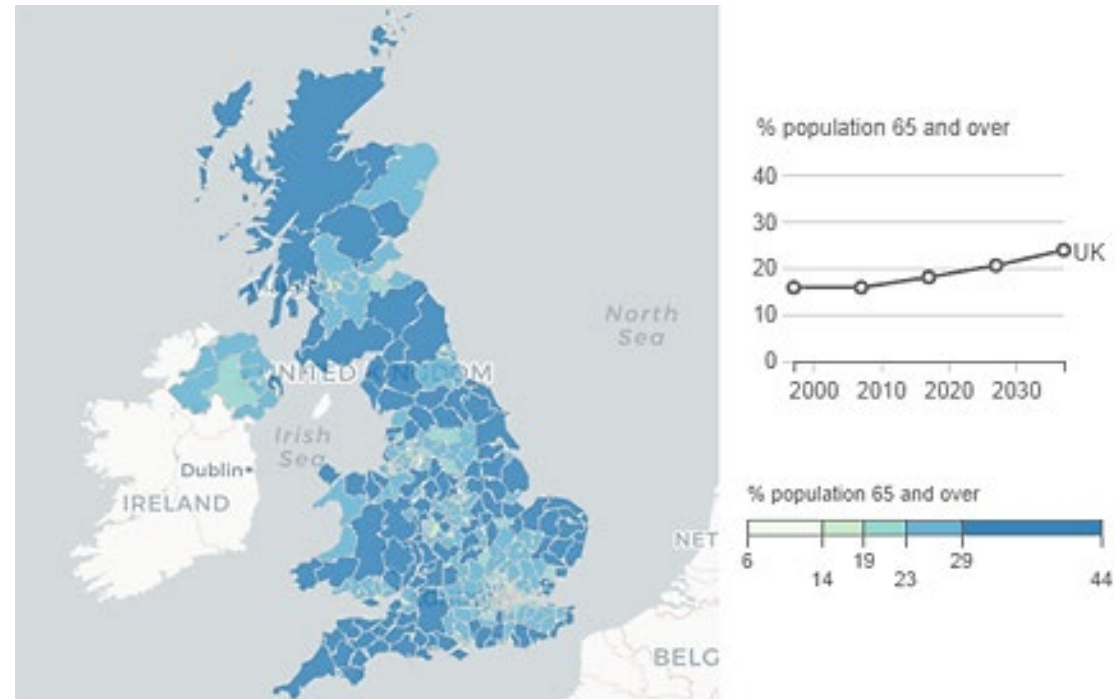 North
Sea
UNITED KINGDOM
Irish
Sea
Dublin
IRELAND
NET
BELG
% population 65 and over
40
30
20
10
0
UK
2000 2010 2020 2030
% population 65 and over
6 14 19 23 29 44